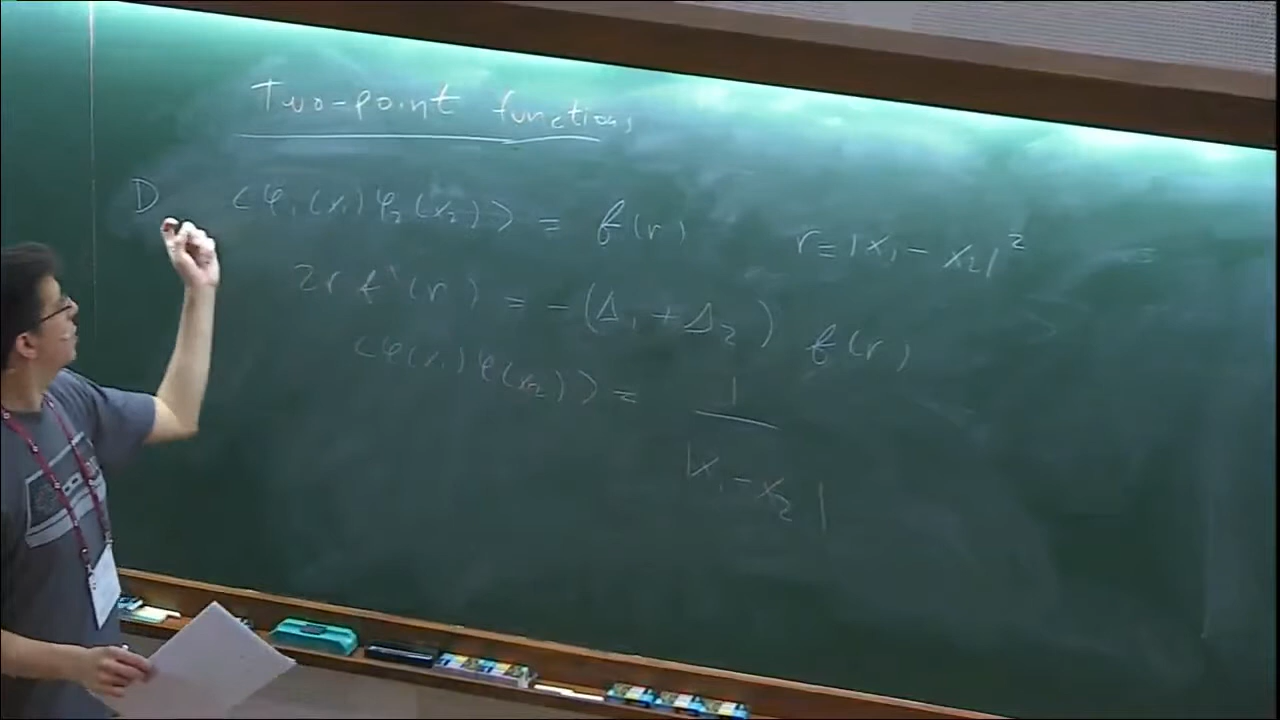 Two-point functions
D <φ₁(x₁)φ₂(x₂)> = f(r) r=|x₁-x₂|² =
2r f'(r) = -(Δ₁+Δ₂) f(r)
<φ(x₁)φ(x₂)> = 1 / |x₁-x₂|